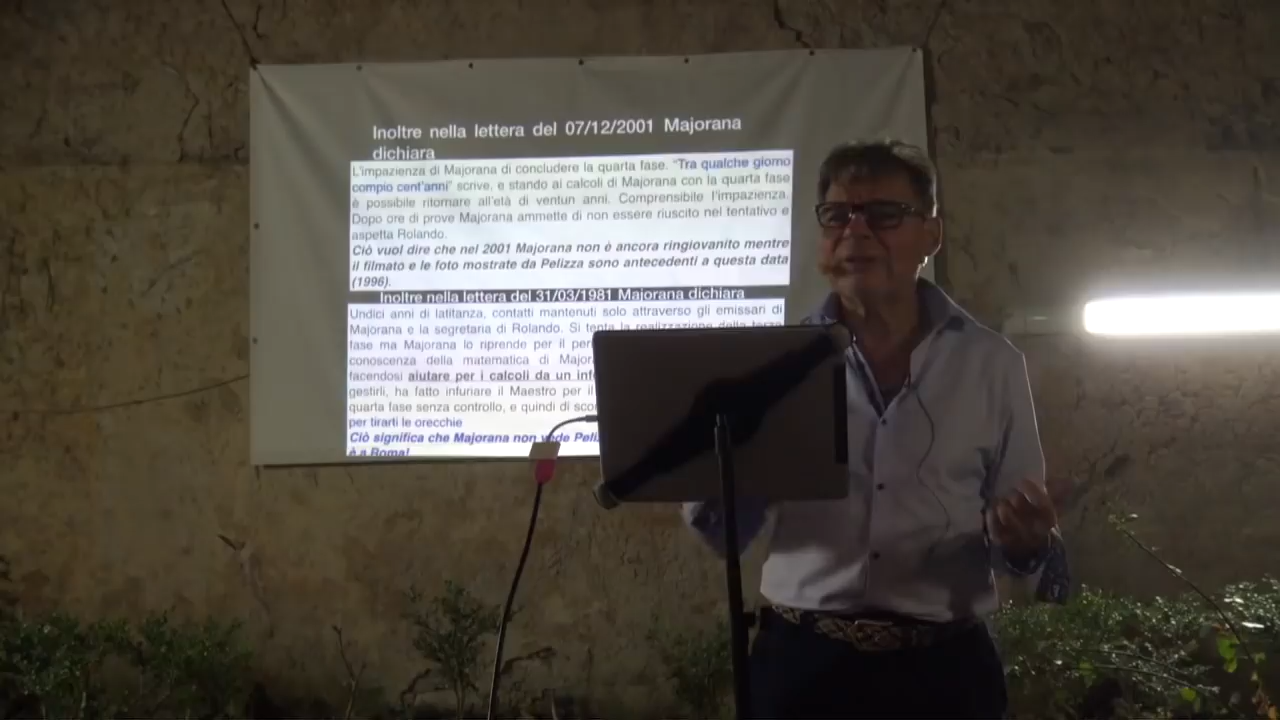 Inoltre nella lettera del 07/12/2001 Majorana
dichiara
L'impazienza di Majorana di concludere la quarta fase. "Tra qualche giorno
compio cent'anni" scrive, e stando ai calcoli di Majorana con la quarta fase
è possibile ritornare all'età di ventun anni. Comprensibile l'impazienza.
Dopo ore di prove Majorana ammette di non essere riuscito nel tentativo e
aspetta Rolando.
Ciò vuol dire che nel 2001 Majorana non è ancora ringiovanito mentre
il filmato e le foto mostrate da Pelizza sono antecedenti a questa data
(1996).
Inoltre nella lettera del 31/03/1981 Majorana dichiara
Undici anni di latitanza, contatti mantenuti solo attraverso gli emissari di
Majorana e la segretaria di Rolando. Si tenta la realizzazione della terza
fase ma Majorana lo riprende per
conoscenza della matematica di
facendosi aiutare per i calcoli da un
gestirli, ha fatto infuriare il Maestro per
quarta fase senza controllo, e quindi di
per tirarti le orecchie
Ciò significa che Majorana non vede
è a Roma!